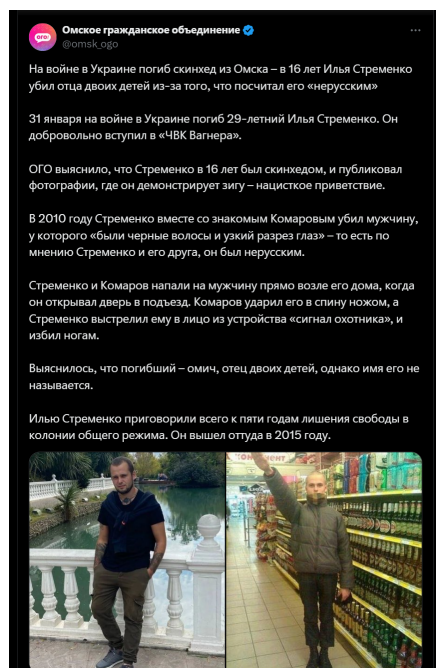 Омское гражданское объединение
@omsk_ogo
ОГО!
На войне в Украине погиб скинхед из Омска – в 16 лет Илья Стременко
убил отца двоих детей из-за того, что посчитал его «нерусским»
31 января на войне в Украине погиб 29-летний Илья Стременко. Он
добровольно вступил в «ЧВК Вагнера».
ОГО выяснило, что Стременко в 16 лет был скинхедом, и публиковал
фотографии, где он демонстрирует зигу – нацистское приветствие.
В 2010 году Стременко вместе со знакомым Комаровым убил мужчину,
у которого «были черные волосы и узкий разрез глаз» – то есть по
мнению Стременко и его друга, он был нерусским.
Стременко и Комаров напали на мужчину прямо возле его дома, когда
он открывал дверь в подъезд. Комаров ударил его в спину ножом, а
Стременко выстрелил ему в лицо из устройства «сигнал охотника», и
избил ногам.
Выяснилось, что погибший – омич, отец двоих детей, однако имя его не
называется.
Илью Стременко приговорили всего к пяти годам лишения свободы в
колонии общего режима. Он вышел оттуда в 2015 году.